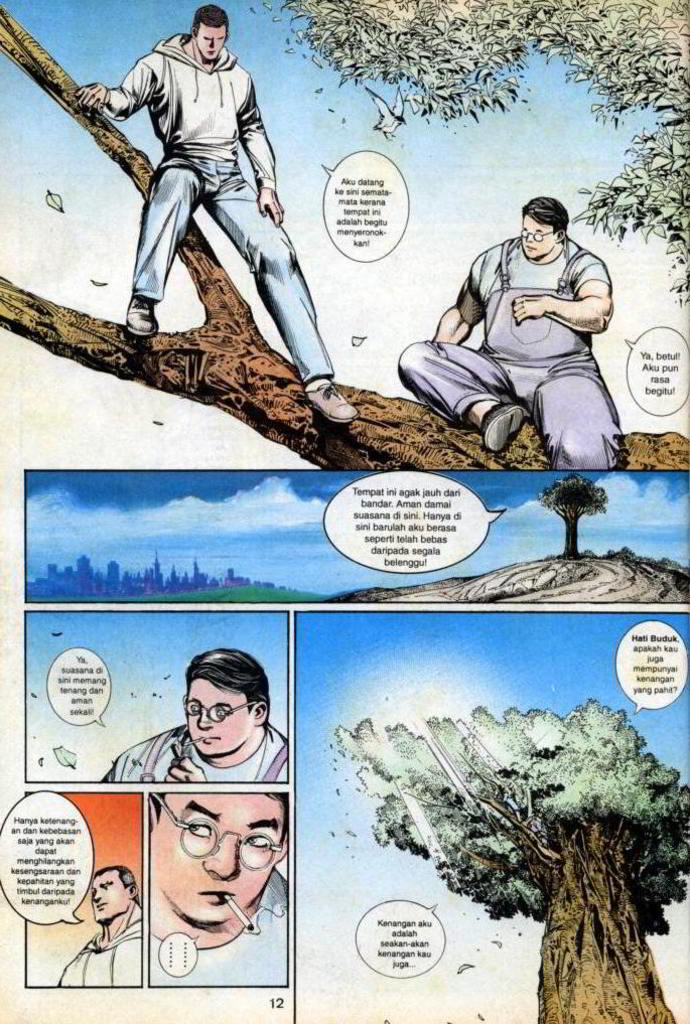 Aku datang
ke sini semata-
mata kerana
tempat ini
adalah begitu
menyeronok-
kan!
Ya, betul!
Aku pun
rasa
begitu!
Tempat ini agak jauh dari
bandar. Aman damai
suasana di sini. Hanya di
sini barulah aku berasa
seperti telah bebas
daripada segala
belenggu!
Ya,
suasana di
sini memang
tenang dan
aman
sekali!
Hanya ketenang-
an dan kebebasan
saja yang akan
dapat
menghilangkan
kesengsaraan dan
kepahitan yang
timbul daripada
kenanganku!
Hati Buduk,
apakah kau
juga
mempunyai
kenangan
yang pahit?
Kenangan aku
adalah
seakan-akan
kenangan kau
juga...
12